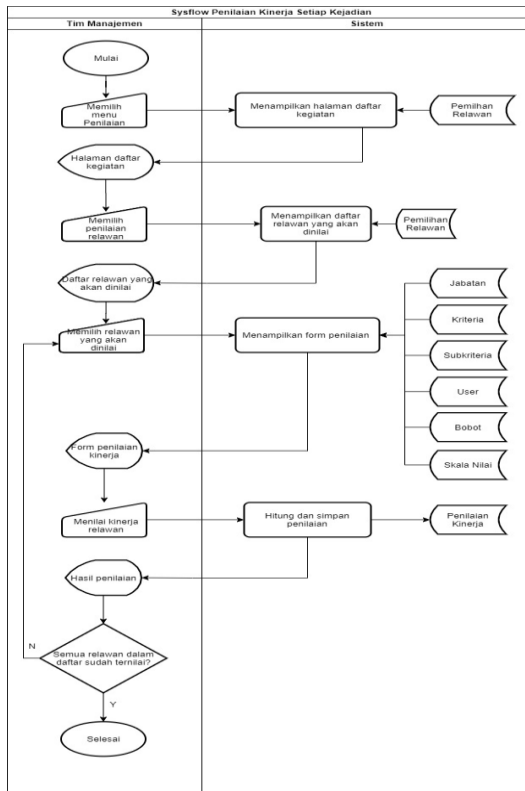 Sysflow Penilaian Kinerja Setiap Kejadian
Tim Manajemen
Sistem
Mulai
Memilih
menu
Penilaian
Menampilkan halaman daftar
kegiatan
Pemilhan
Relawan
Halaman daftar
kegiatan
Memilih
penilaian
relawan
Menampilkan daftar
relawan yang akan
dinilai
Pemilihan
Relawan
Daftar relawan yang
akan dinilai
Memilih relawan
yang akan
dinilai
Menampilkan form penilaian
Jabatan
Kriteria
Subkriteria
User
Bobot
Skala Nilai
Form penilaian
kinerja
Menilai kinerja
relawan
Hitung dan simpan
penilaian
Penilaian
Kinerja
Hasil penilaian
N
Semua relawan dalam
daftar sudah ternilai?
Y
Selesai